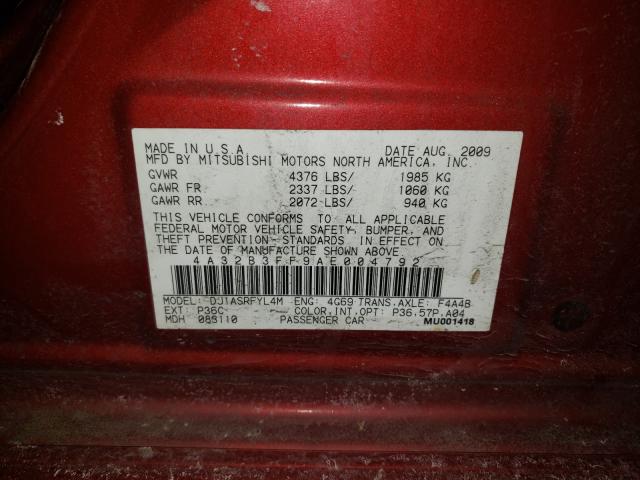 MADE IN U.S.A. DATE AUG. 2009
MFD BY MITSUBISHI MOTORS NORTH AMERICA, INC.
GVWR 4376 LBS/ 1985 KG
GAWR FR 2337 LBS/ 1060 KG
GAWR RR 2072 LBS/ 940 KG
THIS VEHICLE CONFORMS TO ALL APPLICABLE
FEDERAL MOTOR VEHICLE SAFETY, BUMPER, AND
THEFT PREVENTION STANDARDS IN EFFECT ON
THE DATE OF MANUFACTURE SHOWN ABOVE.
4A32B3FF9AE004792
MODEL: DJ1ASRFYL4M ENG: 4G69 TRANS.AXLE: F4A4B
EXT: P36C COLOR,INT,OPT: P36,57P,A04
MDH 083110 PASSENGER CAR MU001418